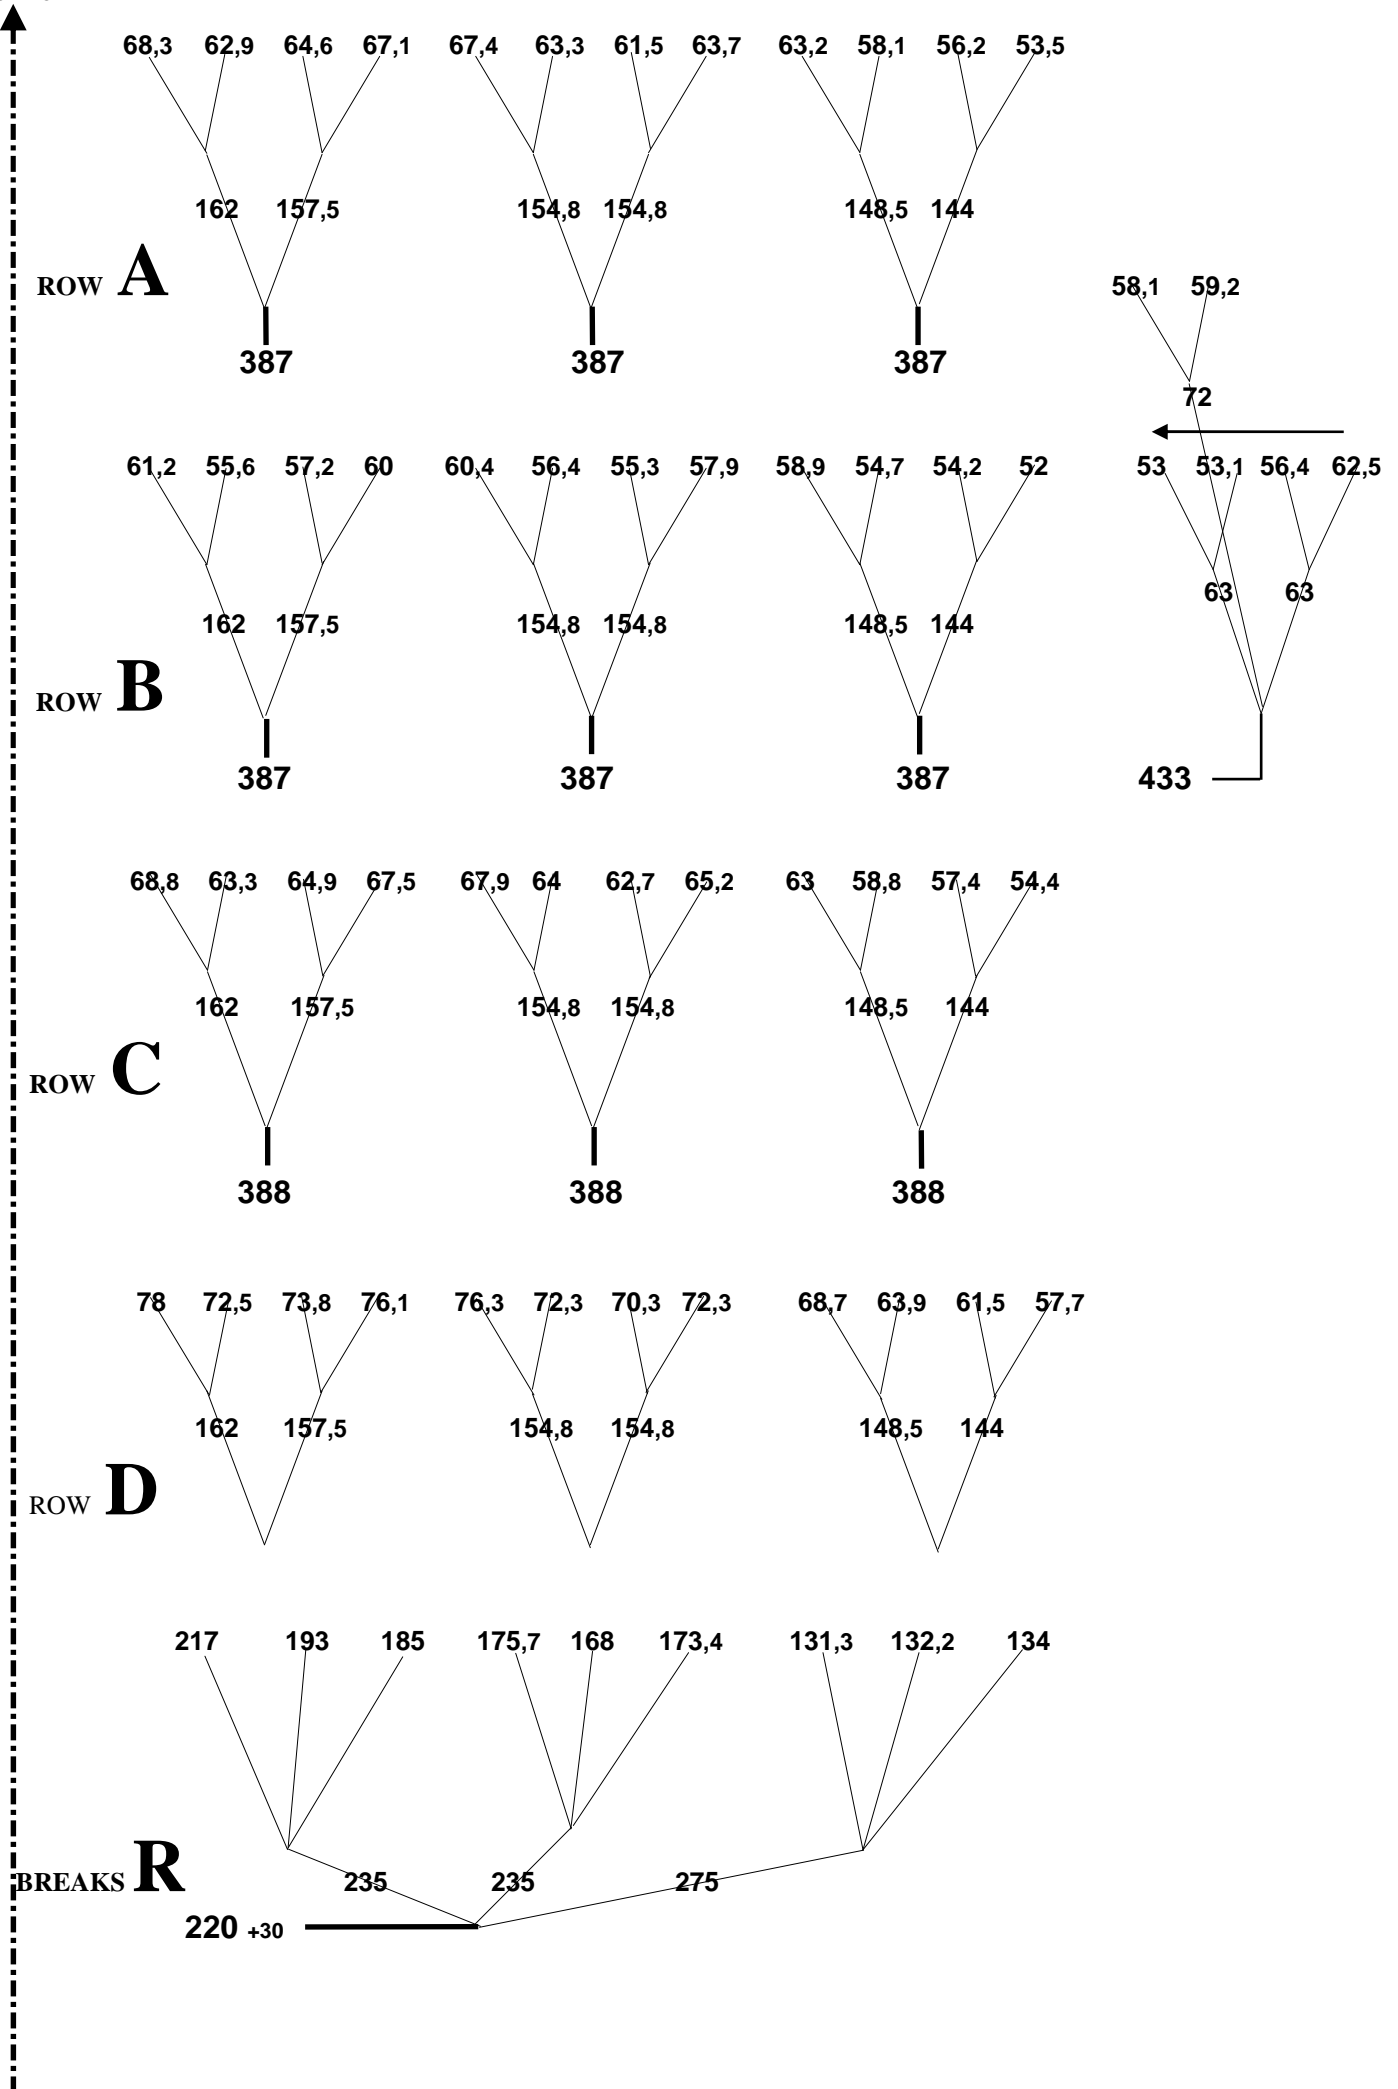 68,3 62,9 64,6 67,1 67,4 63,3 61,5 63,7 63,2 58,1 56,2 53,5
162 157,5 154,8 154,8 148,5 144
ROW A
58,1 59,2
387 387 387
72
61,2 55,6 57,2 60 60,4 56,4 55,3 57,9 58,9 54,7 54,2 52 53 53,1 56,4 62,5
63 63
162 157,5 154,8 154,8 148,5 144
ROW B
387 387 387 433
68,8 63,3 64,9 67,5 67,9 64 62,7 65,2 63 58,8 57,4 54,4
162 157,5 154,8 154,8 148,5 144
ROW C
388 388 388
78 72,5 73,8 76,1 76,3 72,3 70,3 72,3 68,7 63,9 61,5 57,7
162 157,5 154,8 154,8 148,5 144
ROW D
217 193 185 175,7 168 173,4 131,3 132,2 134
BREAKS R 235 235 275
220 +30